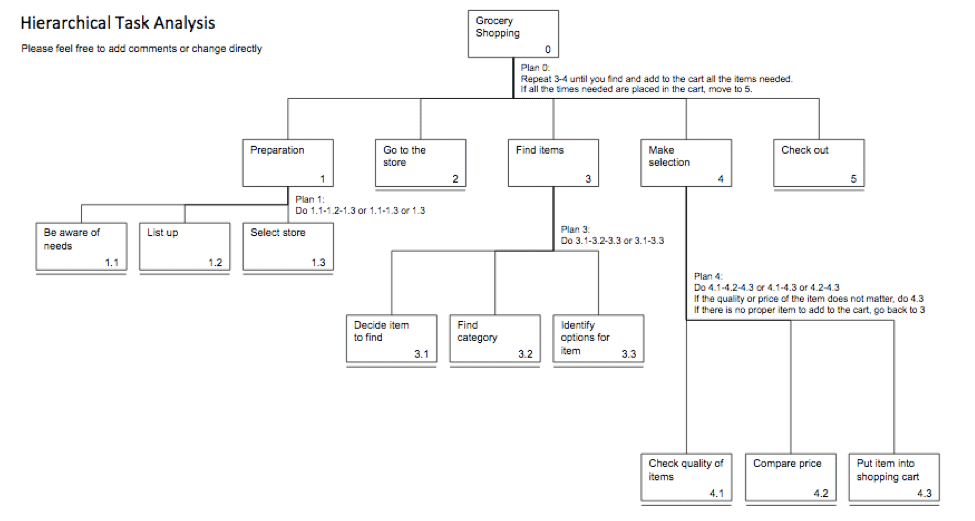 Hierarchical Task Analysis
Please feel free to add comments or change directly
Grocery
Shopping
0
Plan 0:
Repeat 3-4 until you find and add to the cart all the items needed.
If all the times needed are placed in the cart, move to 5.
Preparation
1
Go to the
store
2
Find items
3
Make
selection
4
Check out
5
Plan 1:
Do 1.1-1.2-1.3 or 1.1-1.3 or 1.3
Be aware of
needs
1.1
List up
1.2
Select store
1.3
Plan 3:
Do 3.1-3.2-3.3 or 3.1-3.3
Plan 4:
Do 4.1-4.2-4.3 or 4.1-4.3 or 4.2-4.3
If the quality or price of the item does not matter, do 4.3
If there is no proper item to add to the cart, go back to 3
Decide item
to find
3.1
Find
category
3.2
Identify
options for
item
3.3
Check quality of
items
4.1
Compare price
4.2
Put item into
shopping cart
4.3